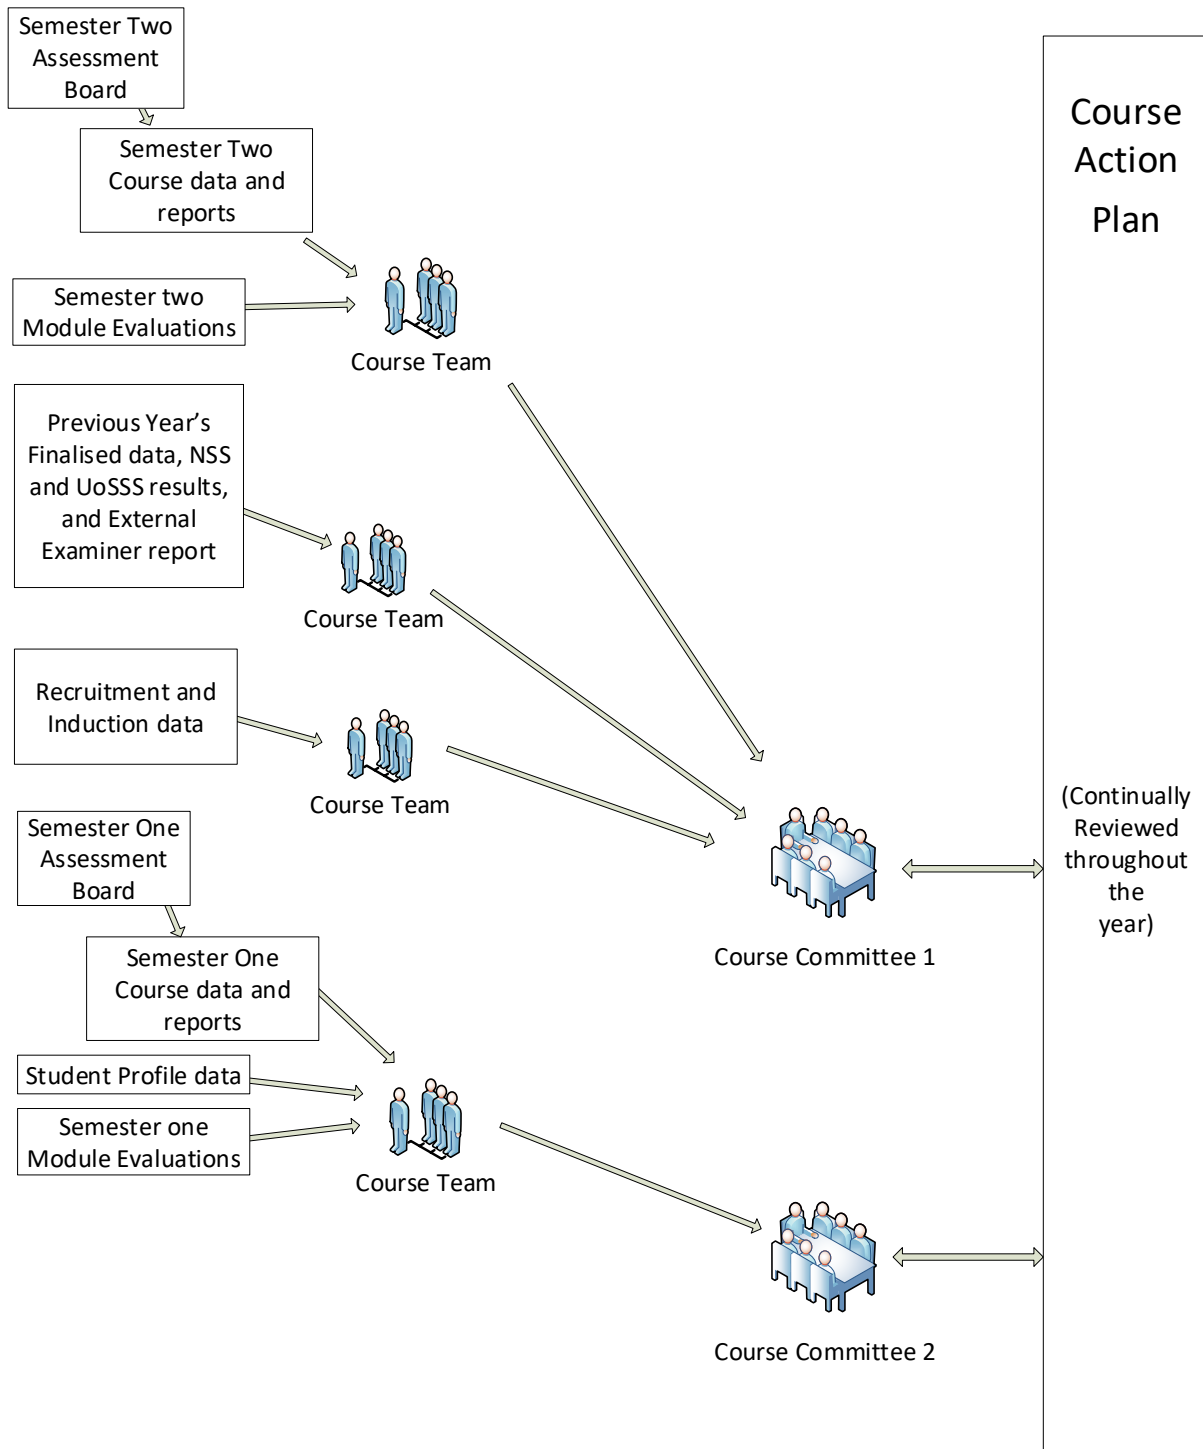 Semester Two
Assessment
Board
Semester Two
Course data and
reports
Semester two
Module Evaluations
Course Team
Previous Year’s
Finalised data, NSS
and UoSSS results,
and External
Examiner report
Course Team
Recruitment and
Induction data
Course Team
Semester One
Assessment
Board
Semester One
Course data and
reports
Student Profile data
Semester one
Module Evaluations
Course Team
Course Committee 1
Course Committee 2
Course
Action
Plan
(Continually
Reviewed
throughout
the
year)